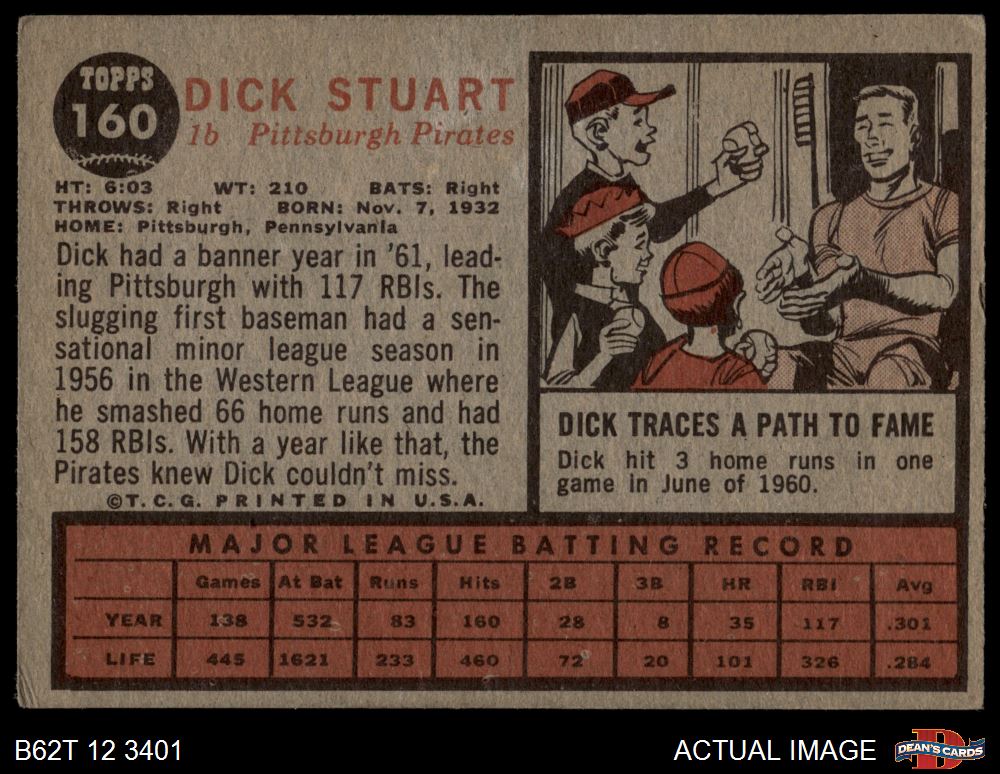 TOPPS
160
DICK STUART
1b Pittsburgh Pirates
HT: 6:03 WT: 210 BATS: Right
THROWS: Right BORN: Nov. 7, 1932
HOME: Pittsburgh, Pennsylvania
Dick had a banner year in '61, lead-
ing Pittsburgh with 117 RBIs. The
slugging first baseman had a sen-
sational minor league season in
1956 in the Western League where
he smashed 66 home runs and had
158 RBIs. With a year like that, the
Pirates knew Dick couldn't miss.
©T.C.G. PRINTED IN U.S.A.
DICK TRACES A PATH TO FAME
Dick hit 3 home runs in one
game in June of 1960.
MAJOR LEAGUE BATTING RECORD
Games At Bat Runs Hits 2B 3B HR RBI Avg
YEAR 138 532 83 160 28 8 35 117 .301
LIFE 445 1621 233 460 72 20 101 326 .284
B62T 12 3401
ACTUAL IMAGE
D
DEAN'S CARDS